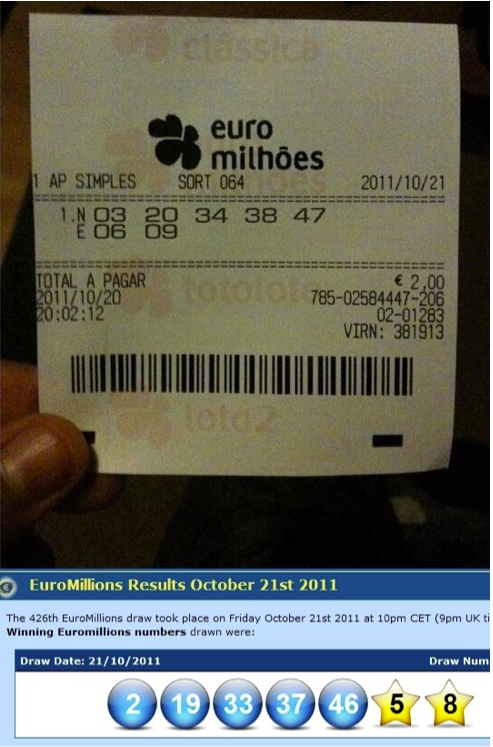 clássica
euro
milhões
1 AP SIMPLES SORT 064 2011/10/21
1.N 03 20 34 38 47
E 06 09
TOTAL A PAGAR € 2,00
2011/10/20 785-02584447-206
20:02:12 02-01283
VIRN: 381913
totoloto
loto2
EuroMillions Results October 21st 2011
The 426th EuroMillions draw took place on Friday October 21st 2011 at 10pm CET (9pm UK
Winning Euromillions numbers drawn were:
Draw Date: 21/10/2011 Draw Num
2 19 33 37 46 5 8